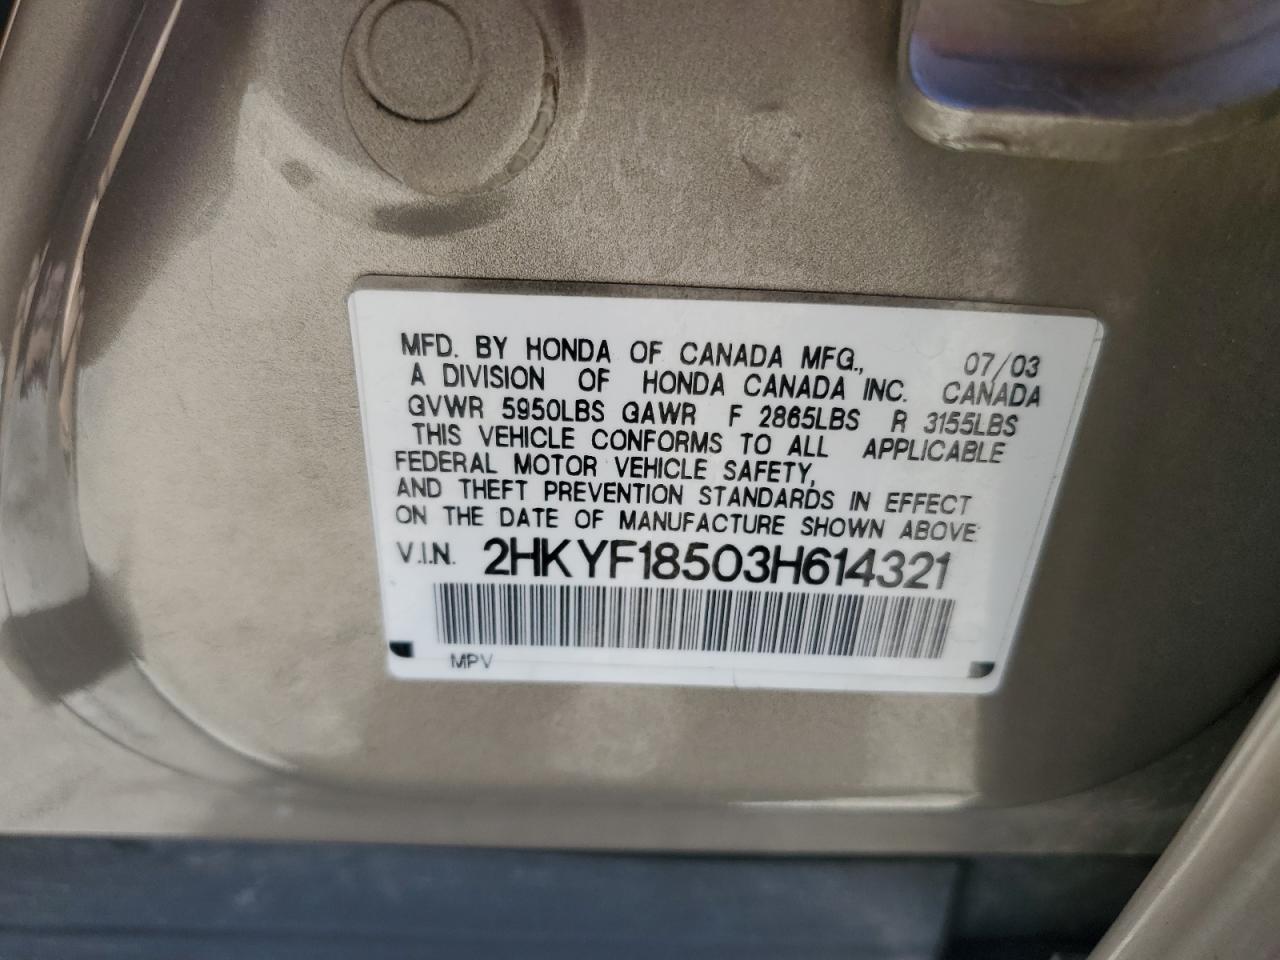 MFD. BY HONDA OF CANADA MFG., 07/03
A DIVISION OF HONDA CANADA INC. CANADA
GVWR 5950LBS GAWR F 2865LBS R 3155LBS
THIS VEHICLE CONFORMS TO ALL APPLICABLE
FEDERAL MOTOR VEHICLE SAFETY,
AND THEFT PREVENTION STANDARDS IN EFFECT
ON THE DATE OF MANUFACTURE SHOWN ABOVE.
V.I.N. 2HKYF18503H614321
MPV